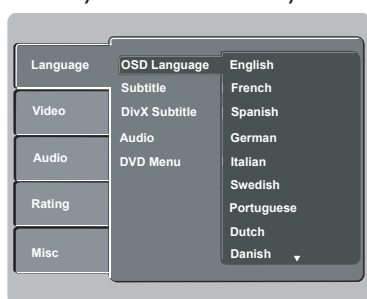 Language
Video
Audio
Rating
Misc
OSD Language
Subtitle
DivX Subtitle
Audio
DVD Menu
English
French
Spanish
German
Italian
Swedish
Portuguese
Dutch
Danish